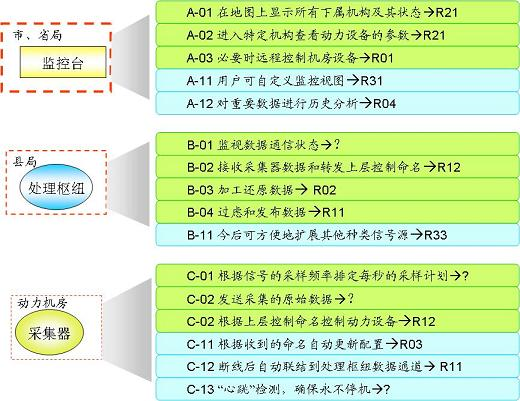 市、省局
监控台
A-01 在地图上显示所有下属机构及其状态→R21
A-02 进入特定机构查看动力设备的参数→R21
A-03 必要时远程控制机房设备→R01
A-11 用户可自定义监控视图→R31
A-12 对重要数据进行历史分析→R04
县局
处理枢纽
B-01 监视数据通信状态→?
B-02 接收采集器数据和转发上层控制命名→R12
B-03 加工还原数据→ R02
B-04 过虑和发布数据→R11
B-11 今后可方便地扩展其他种类信号源→R33
动力机房
采集器
C-01 根据信号的采样频率排定每秒的采样计划→?
C-02 发送采集的原始数据→?
C-02 根据上层控制命名控制动力设备→R12
C-11 根据收到的命名自动更新配置→R03
C-12 断线后自动联结到处理枢纽数据通道→ R11
C-13 “心跳”检测，确保永不停机→?